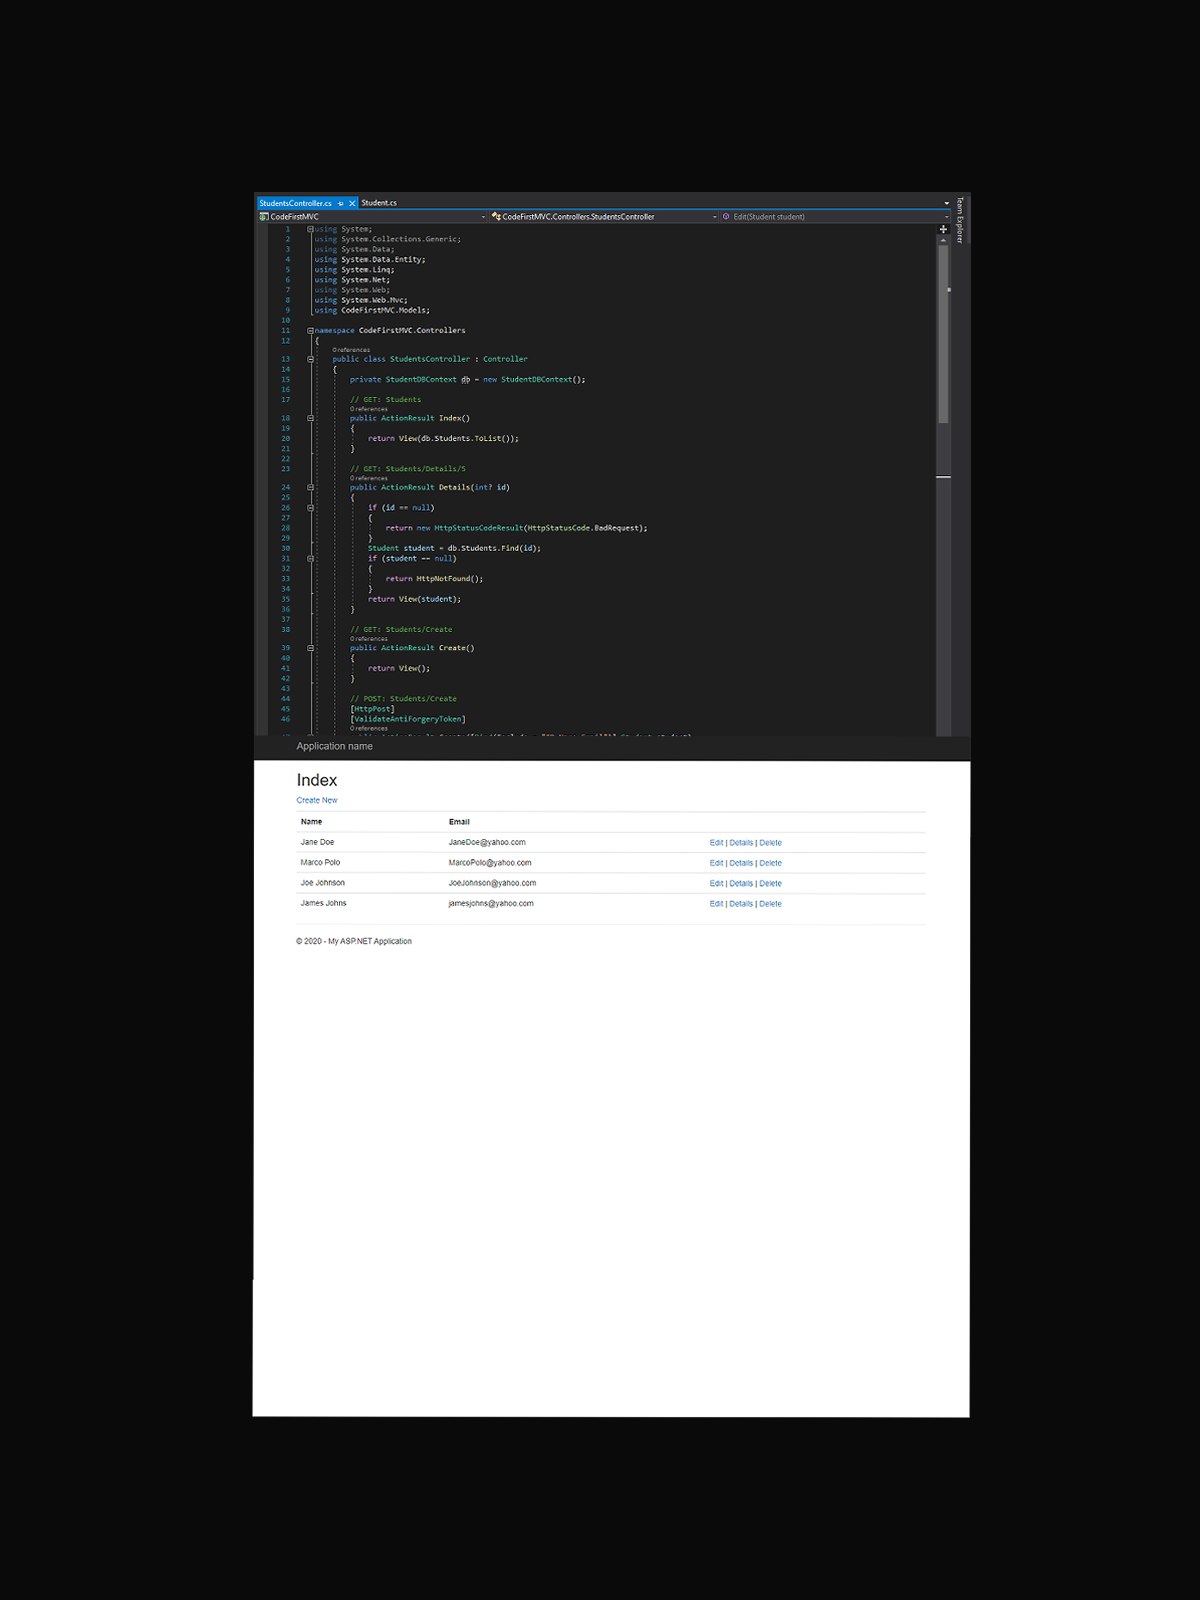 StudentsController.cs Student.cs
CodeFirstMVC CodeFirstMVC.Controllers.StudentsController Edit(Student student)
Team Explorer
1 using System;
2 using System.Collections.Generic;
3 using System.Data;
4 using System.Data.Entity;
5 using System.Linq;
6 using System.Net;
7 using System.Web;
8 using System.Web.Mvc;
9 using CodeFirstMVC.Models;
10
11 namespace CodeFirstMVC.Controllers
12 {
0 references
13 public class StudentsController : Controller
14 {
15 private StudentDBContext db = new StudentDBContext();
16
17 // GET: Students
0 references
18 public ActionResult Index()
19 {
20 return View(db.Students.ToList());
21 }
22
23 // GET: Students/Details/5
0 references
24 public ActionResult Details(int? id)
25 {
26 if (id == null)
27 {
28 return new HttpStatusCodeResult(HttpStatusCode.BadRequest);
29 }
30 Student student = db.Students.Find(id);
31 if (student == null)
32 {
33 return HttpNotFound();
34 }
35 return View(student);
36 }
37
38 // GET: Students/Create
0 references
39 public ActionResult Create()
40 {
41 return View();
42 }
43
44 // POST: Students/Create
45 [HttpPost]
46 [ValidateAntiForgeryToken]
0 references
Application name
Index
Create New
Name Email
Jane Doe JaneDoe@yahoo.com Edit | Details | Delete
Marco Polo MarcoPolo@yahoo.com Edit | Details | Delete
Joe Johnson JoeJohnson@yahoo.com Edit | Details | Delete
James Johns jamesjohns@yahoo.com Edit | Details | Delete
© 2020 - My ASP.NET Application